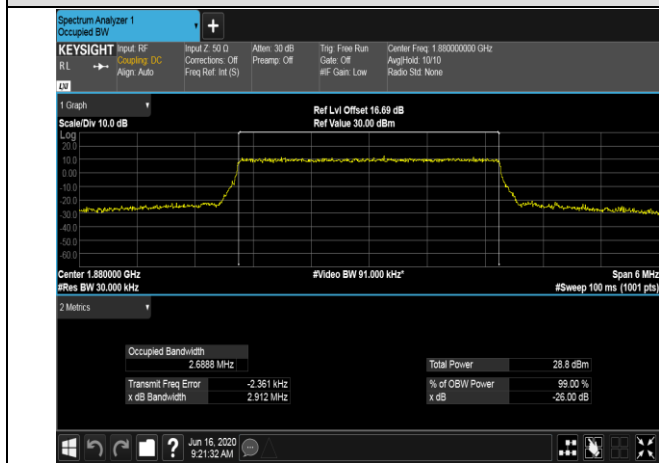 Spectrum Analyzer 1
Occupied BW
+
KEYSIGHT Input: RF Input Z: 50 Ω Atten: 30 dB Trig: Free Run Center Freq: 1.880000000 GHz
RL Coupling: DC Corrections: Off Preamp: Off Gate: Off Avg|Hold: 10/10
Align: Auto Freq Ref: Int (S) #IF Gain: Low Radio Std: None
LXI
1 Graph
Ref Lvl Offset 16.69 dB
Scale/Div 10.0 dB Ref Value 30.00 dBm
Log
20.0
10.0
0.00
-10.0
-20.0
-30.0
-40.0
-50.0
-60.0
Center 1.880000 GHz #Video BW 91.000 kHz* Span 6 MHz
#Res BW 30.000 kHz #Sweep 100 ms (1001 pts)
2 Metrics
Occupied Bandwidth
2.6888 MHz Total Power 28.8 dBm
Transmit Freq Error -2.361 kHz % of OBW Power 99.00 %
x dB Bandwidth 2.912 MHz x dB -26.00 dB
? Jun 16, 2020
9:21:32 AM